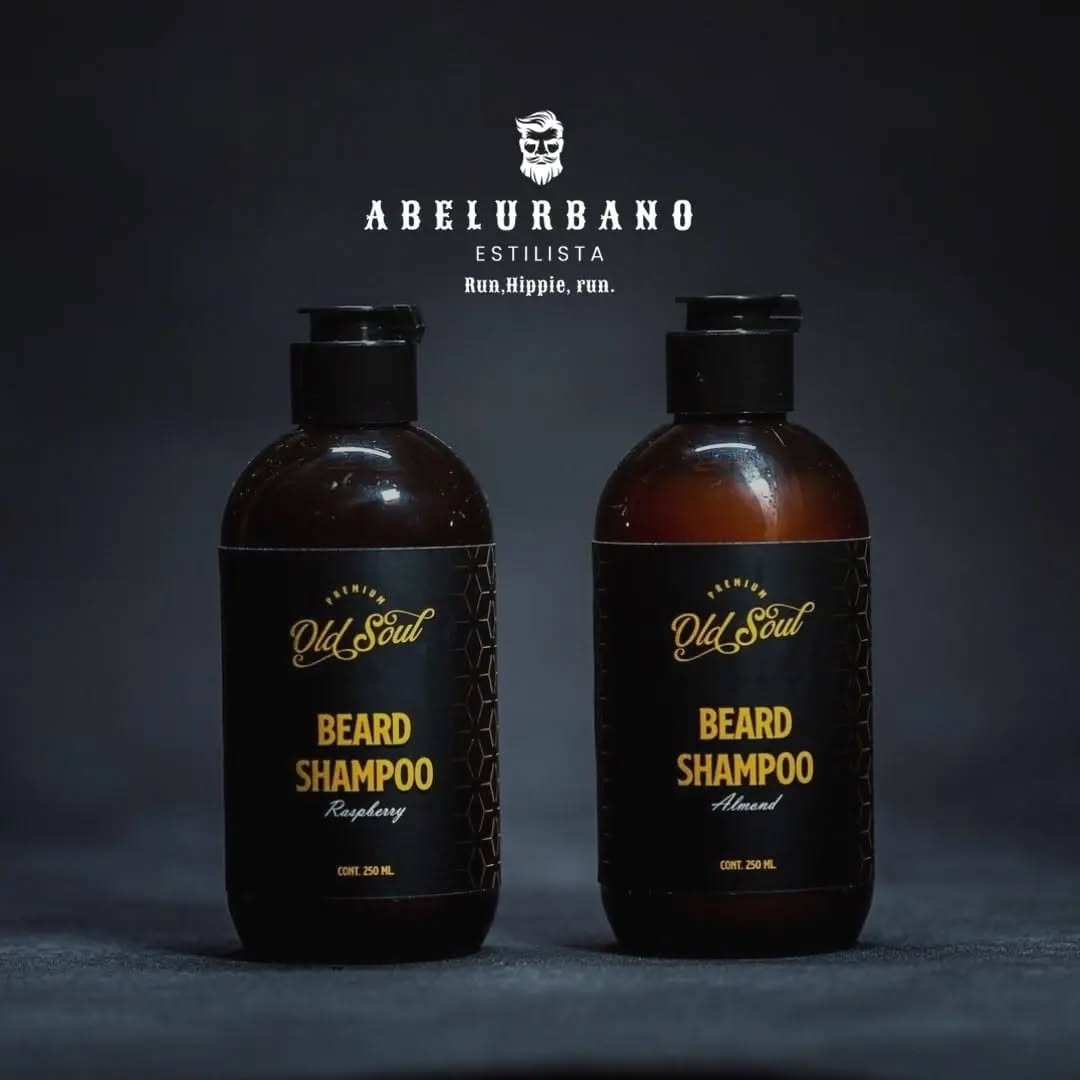 ABELURBANO
ESTILISTA
Run,Hippie, run.
PREMIUM
Old Soul
BEARD
SHAMPOO
Raspberry
CONT. 250 ML.
PREMIUM
Old Soul
BEARD
SHAMPOO
Almond
CONT. 250 ML.